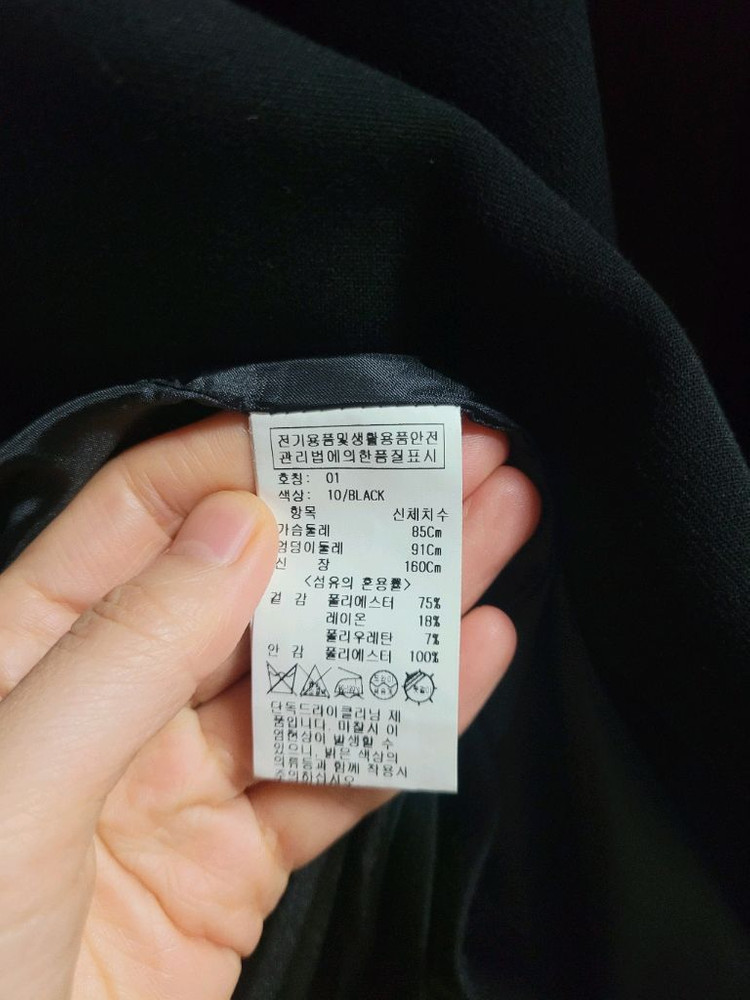 전기용품및생활용품안전
관리법에의한품질표시
호칭: 01
색상: 10/BLACK
항목 신체치수
가슴둘레 85Cm
엉덩이둘레 91Cm
신 장 160Cm
<섬유의 혼용률>
겉 감 폴리에스터 75%
레이온 18%
폴리우레탄 7%
안 감 폴리에스터 100%
단독드라이클리닝 제
품입니다. 마찰시 이
염현상이 발생할 수
있으니, 밝은 색상의
의류등과 함께 착용시
주의하십시오